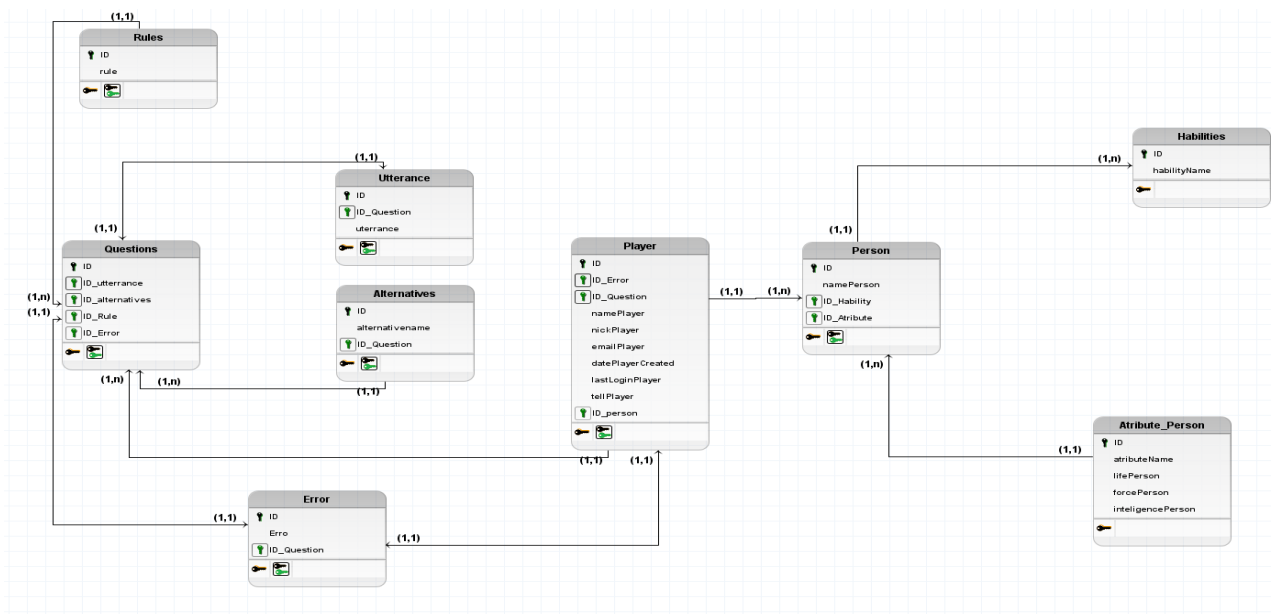 (1,1)
Rules
ID
rule
(1,1)
Utterance
ID
ID_Question
uterrance
(1,1)
Questions
ID
ID_utterrance
ID_alternatives
ID_Rule
ID_Error
(1,n)
(1,1)
(1,n)
(1,n)
Alternatives
ID
alternativename
ID_Question
(1,1)
Player
ID
ID_Error
ID_Question
namePlayer
nickPlayer
emailPlayer
datePlayerCreated
lastLoginPlayer
tellPlayer
ID_person
(1,1)
(1,1)
(1,1)
(1,n)
Person
ID
namePerson
ID_Hability
ID_Atribute
(1,1)
(1,n)
(1,n)
Habilities
ID
habilityName
Atribute_Person
ID
atributeName
lifePerson
forcePerson
inteligencePerson
(1,1)
Error
ID
Erro
ID_Question
(1,1)
(1,1)